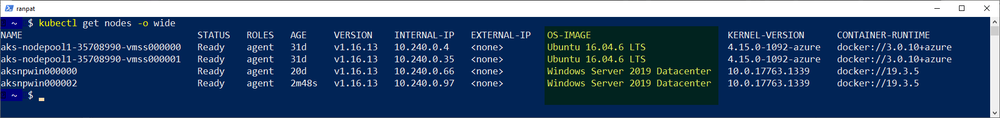 ranpat
~ $ kubectl get nodes -o wide
NAME STATUS ROLES AGE VERSION INTERNAL-IP EXTERNAL-IP OS-IMAGE KERNEL-VERSION CONTAINER-RUNTIME
aks-nodepool1-35708990-vmss000000 Ready agent 31d v1.16.13 10.240.0.4 <none> Ubuntu 16.04.6 LTS 4.15.0-1092-azure docker://3.0.10+azure
aks-nodepool1-35708990-vmss000001 Ready agent 31d v1.16.13 10.240.0.35 <none> Ubuntu 16.04.6 LTS 4.15.0-1092-azure docker://3.0.10+azure
aksnpwin000000 Ready agent 20d v1.16.13 10.240.0.66 <none> Windows Server 2019 Datacenter 10.0.17763.1339 docker://19.3.5
aksnpwin000002 Ready agent 2m48s v1.16.13 10.240.0.97 <none> Windows Server 2019 Datacenter 10.0.17763.1339 docker://19.3.5
~ $